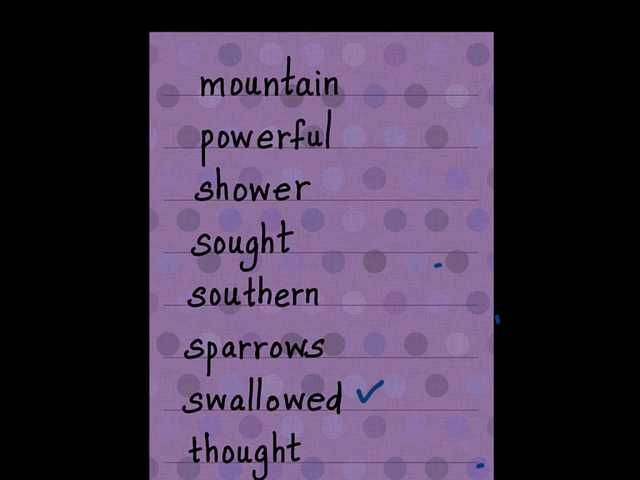 mountain
powerful
shower
sought
southern
sparrows
swallowed ✓
thought